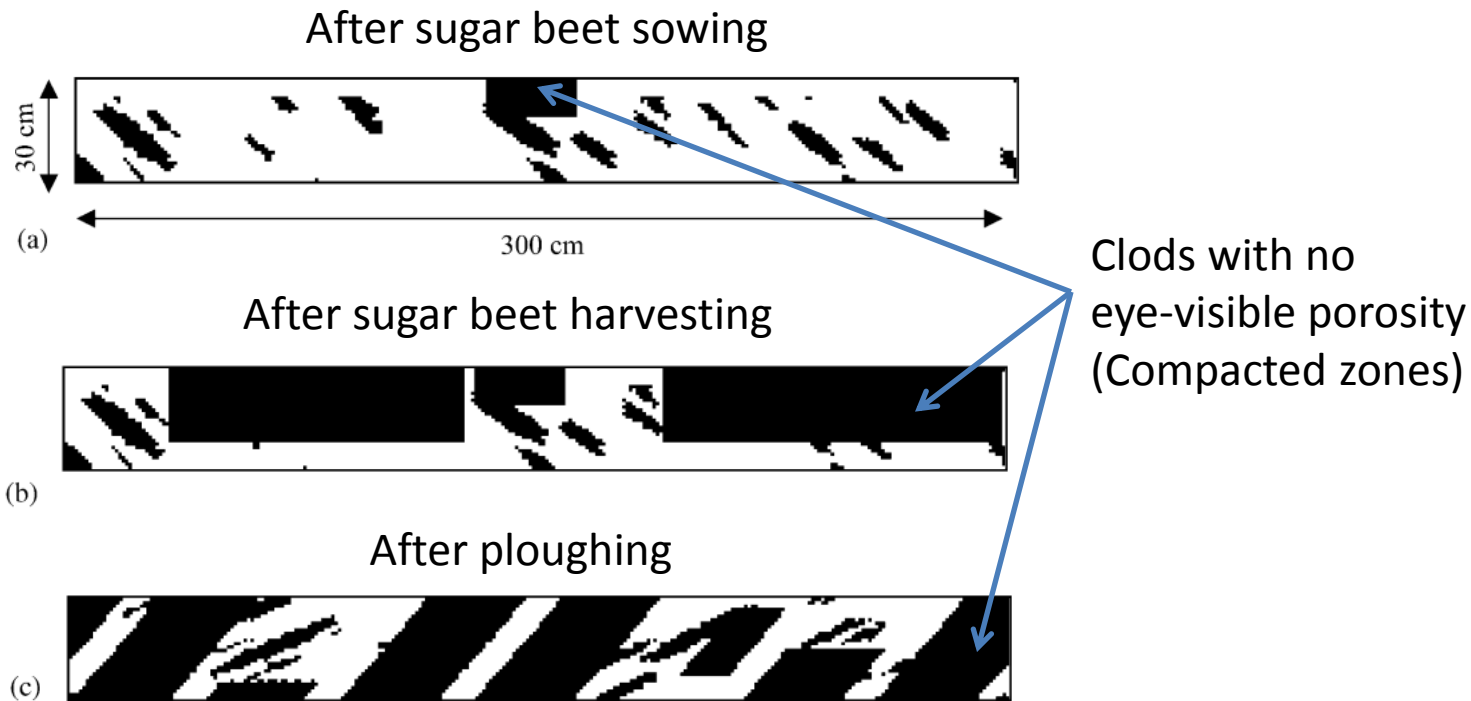 After sugar beet sowing
30 cm
300 cm
(a)
Clods with no
eye-visible porosity
(Compacted zones)
After sugar beet harvesting
(b)
After ploughing
(c)